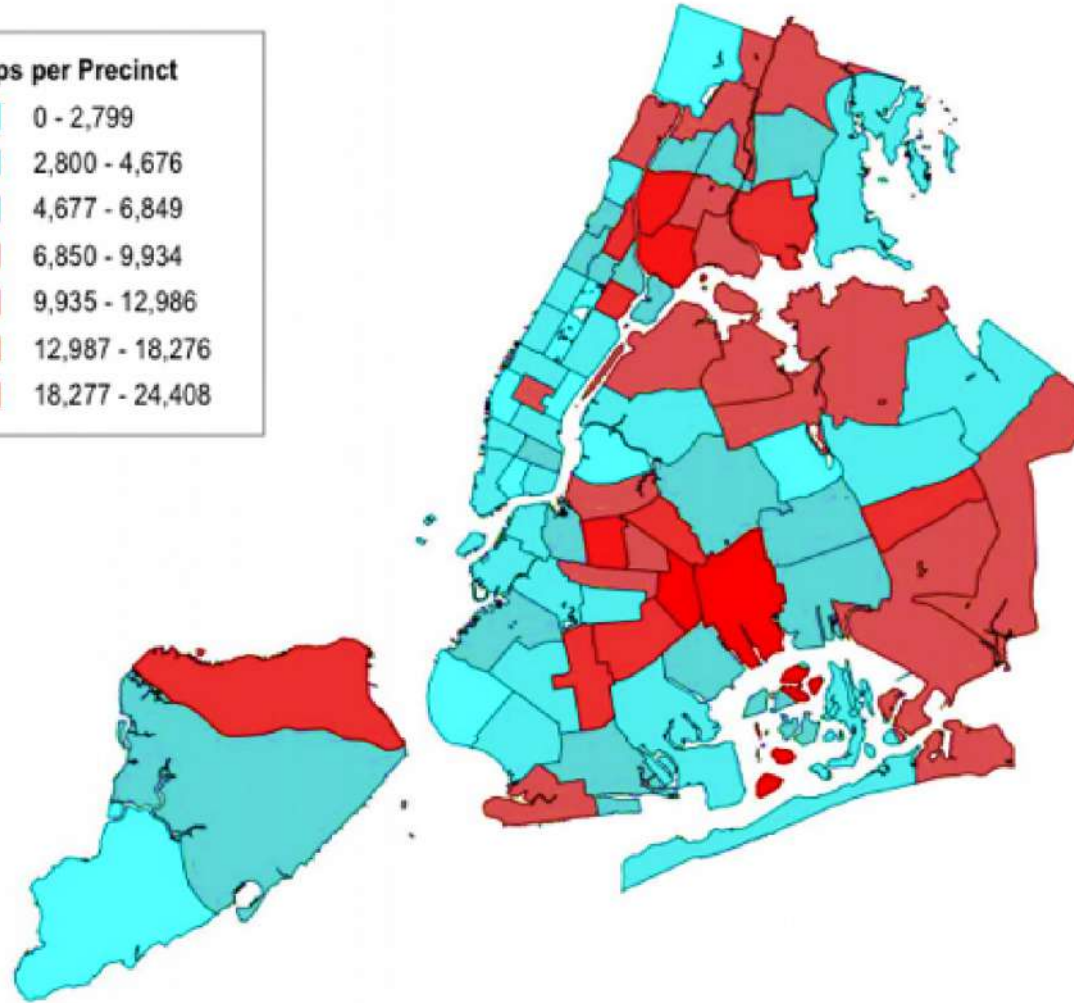 ps per Precinct
0 - 2,799
2,800 - 4,676
4,677 - 6,849
6,850 - 9,934
9,935 - 12,986
12,987 - 18,276
18,277 - 24,408